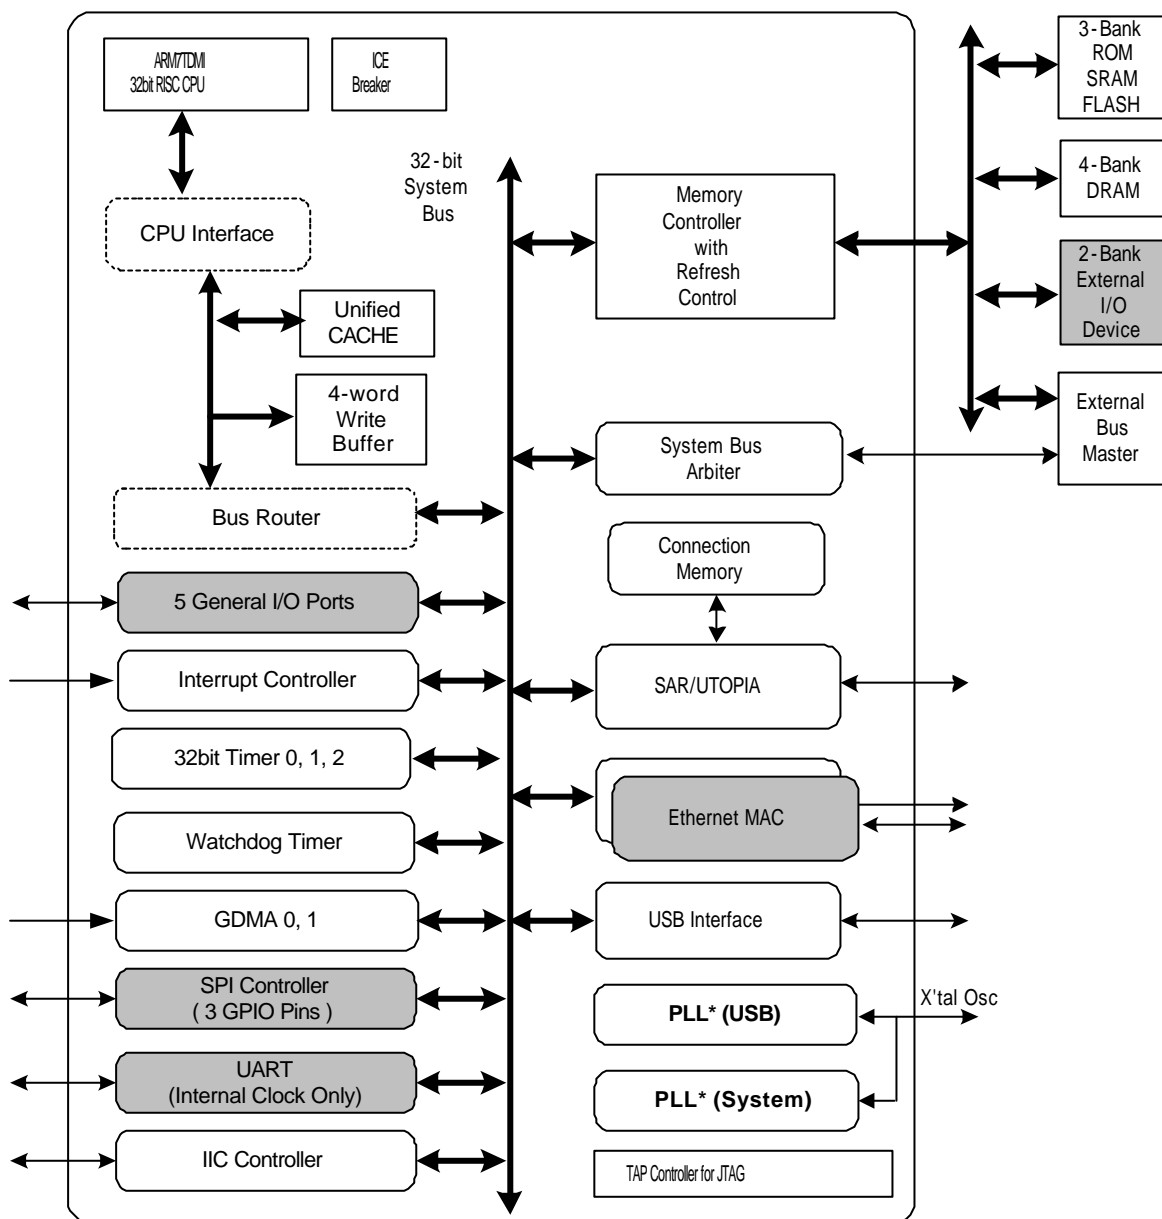 ARM7TDMI
32bit RISC CPU
ICE
Breaker
3-Bank
ROM
SRAM
FLASH
32-bit
System
Bus
4-Bank
DRAM
Memory
Controller
with
Refresh
Control
CPU Interface
2-Bank
External
I/O
Device
Unified
CACHE
4-word
Write
Buffer
External
Bus
Master
System Bus
Arbiter
Bus Router
Connection
Memory
5 General I/O Ports
Interrupt Controller
SAR/UTOPIA
32bit Timer 0, 1, 2
Ethernet MAC
Watchdog Timer
GDMA 0, 1
USB Interface
SPI Controller
( 3 GPIO Pins )
PLL* (USB)
X'tal Osc
UART
(Internal Clock Only)
PLL* (System)
IIC Controller
TAP Controller for JTAG